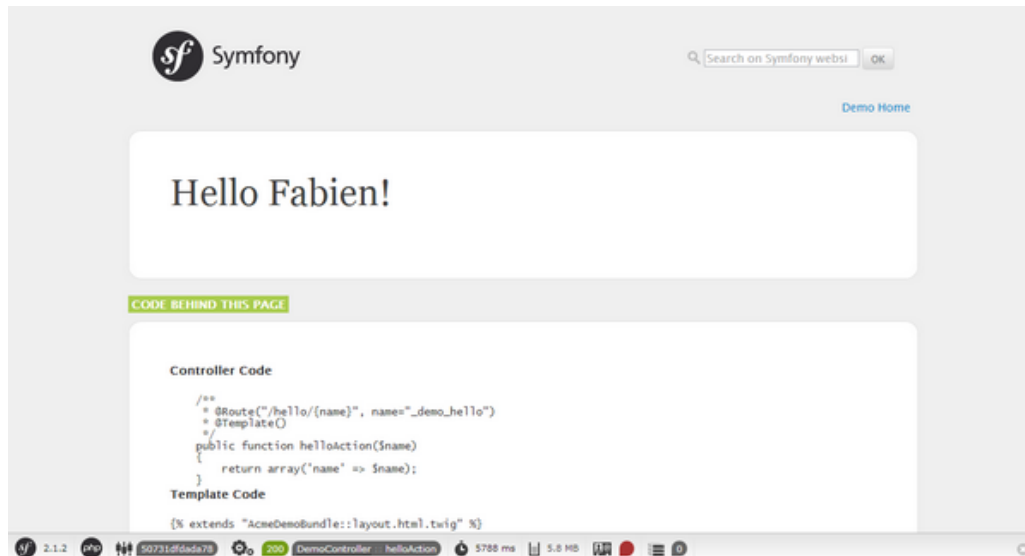 sf Symfony
Search on Symfony websi OK
Demo Home
Hello Fabien!
CODE BEHIND THIS PAGE
Controller Code
/**
* @Route("/hello/{name}", name="_demo_hello")
* @Template()
*/
public function helloAction($name)
{
return array('name' => $name);
}
Template Code
{% extends "AcmeDemoBundle::layout.html.twig" %}
sf 2.1.2 php 50731dfdada78 200 DemoController :: helloAction 5788 ms 5.8 MB 0